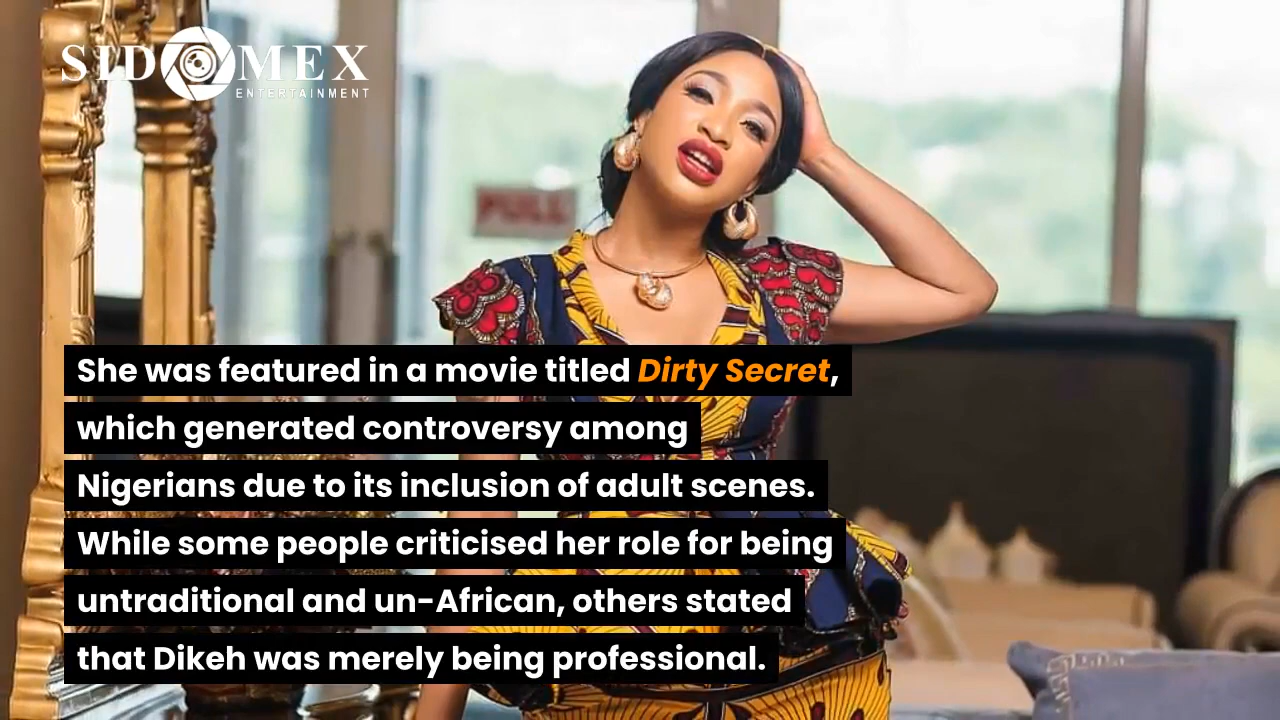 SIDOMEX
ENTERTAINMENT
PULL
She was featured in a movie titled Dirty Secret,
which generated controversy among
Nigerians due to its inclusion of adult scenes.
While some people criticised her role for being
untraditional and un-African, others stated
that Dikeh was merely being professional.